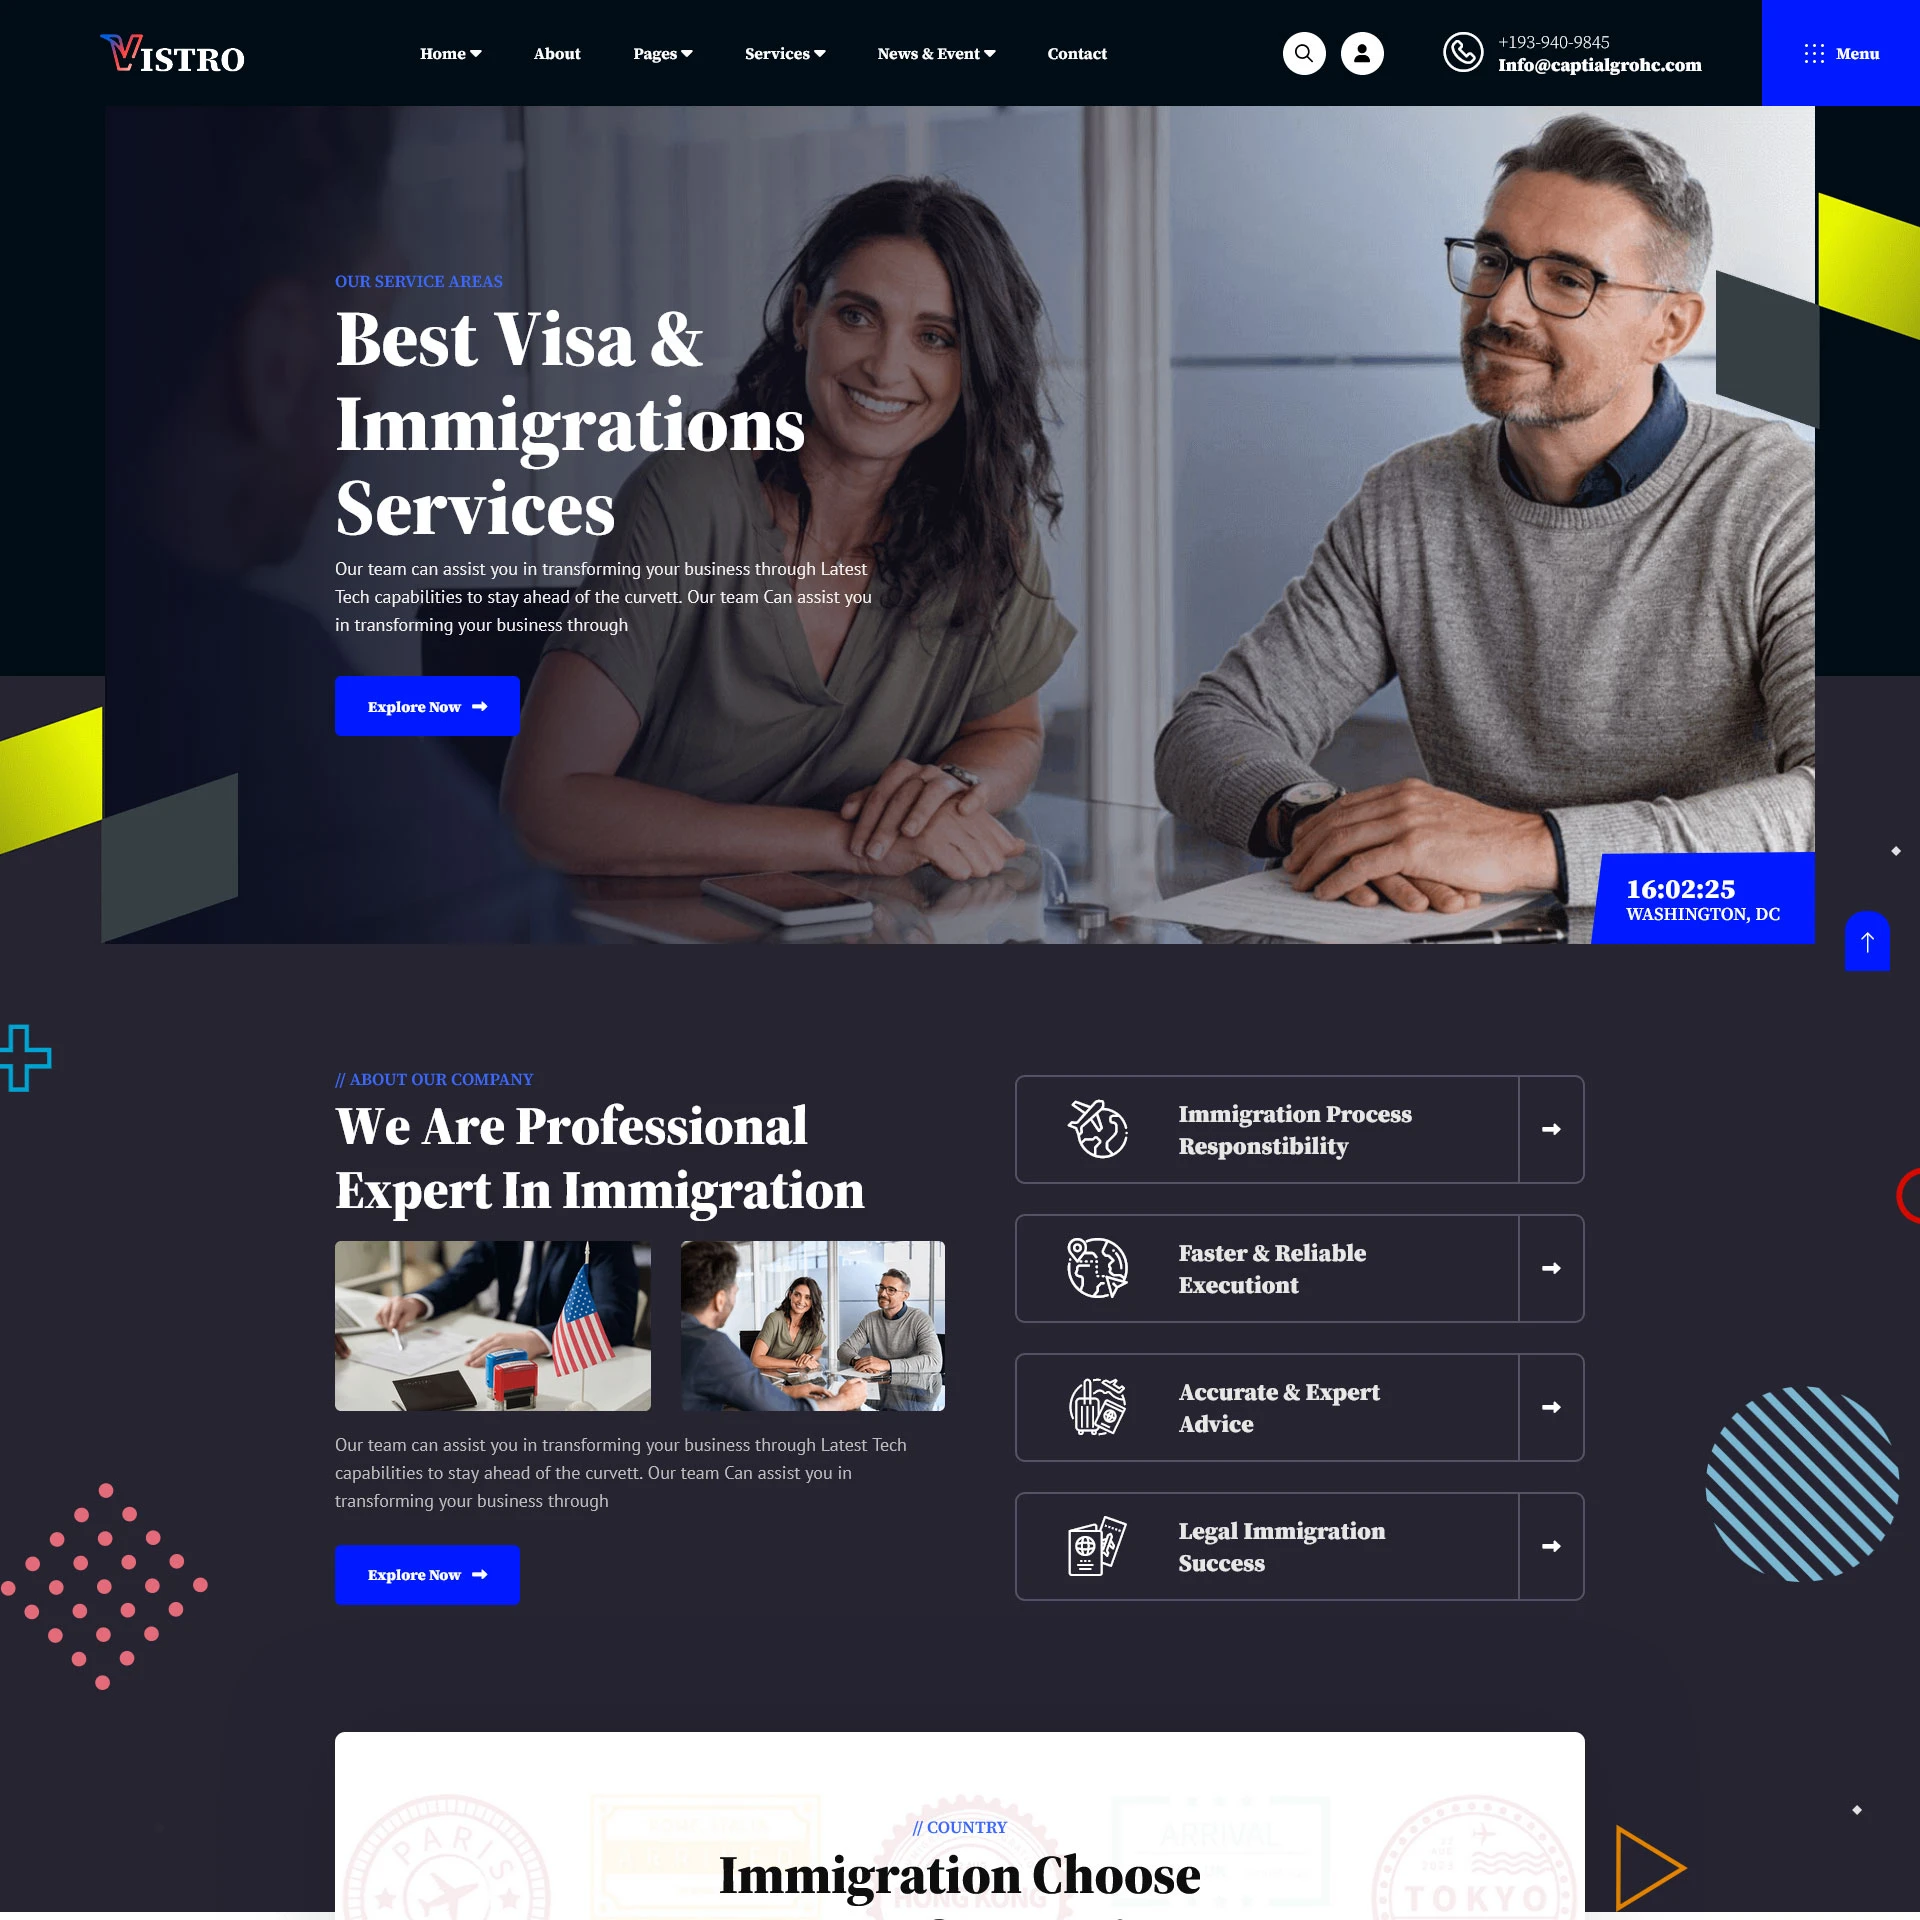 VISTRO
Home
About
Pages
Services
News & Event
Contact
+193-940-9845
Info@captialgrohc.com
Menu
OUR SERVICE AREAS
Best Visa &
Immigrations
Services
Our team can assist you in transforming your business through Latest
Tech capabilities to stay ahead of the curvett. Our team Can assist you
in transforming your business through
Explore Now
16:02:25
WASHINGTON, DC
// ABOUT OUR COMPANY
We Are Professional
Expert In Immigration
Our team can assist you in transforming your business through Latest Tech
capabilities to stay ahead of the curvett. Our team Can assist you in
transforming your business through
Explore Now
Immigration Process
Responstibility
Faster & Reliable
Executiont
Accurate & Expert
Advice
Legal Immigration
Success
PARIS
ARRIVAL
HONG KONG
TOKYO
// COUNTRY
Immigration Choose